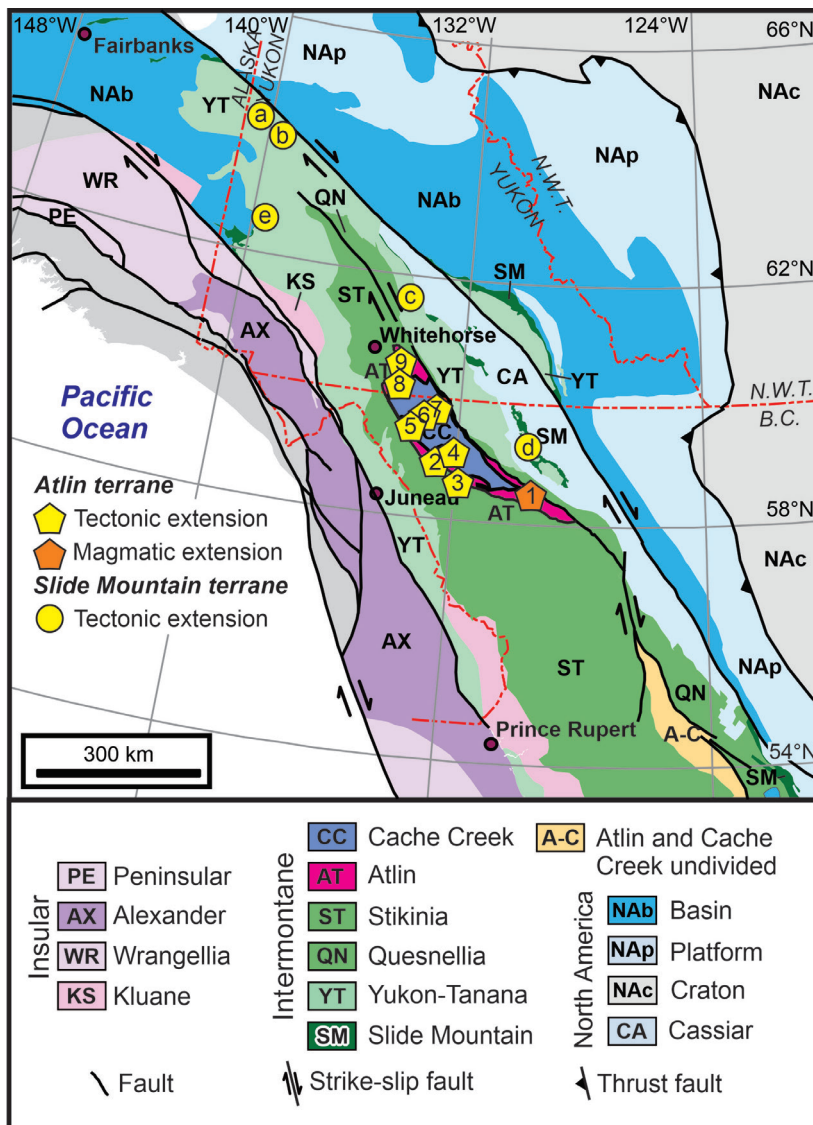 148°W
140°W
132°W
124°W
66°N
Fairbanks
ALASKA
YUKON
NAp
NAc
NAb
YT
a
b
NAp
WR
N.W.T.
YUKON
QN
NAb
PE
e
62°N
SM
KS
ST
c
AX
Whitehorse
AT
9
YT
CA
YT
8
N.W.T.
B.C.
Pacific
Ocean
6
7
5
CC
SM
d
4
2
3
1
Atlin terrane
Juneau
AT
58°N
Tectonic extension
Magmatic extension
YT
NAc
Slide Mountain terrane
Tectonic extension
AX
ST
NAp
QN
Prince Rupert
A-C
54°N
SM
300 km
Insular
PE Peninsular
AX Alexander
WR Wrangellia
KS Kluane
Intermontane
CC Cache Creek
AT Atlin
ST Stikinia
QN Quesnellia
YT Yukon-Tanana
SM Slide Mountain
A-C Atlin and Cache
Creek undivided
North America
NAb Basin
NAp Platform
NAc Craton
CA Cassiar
Fault
Strike-slip fault
Thrust fault